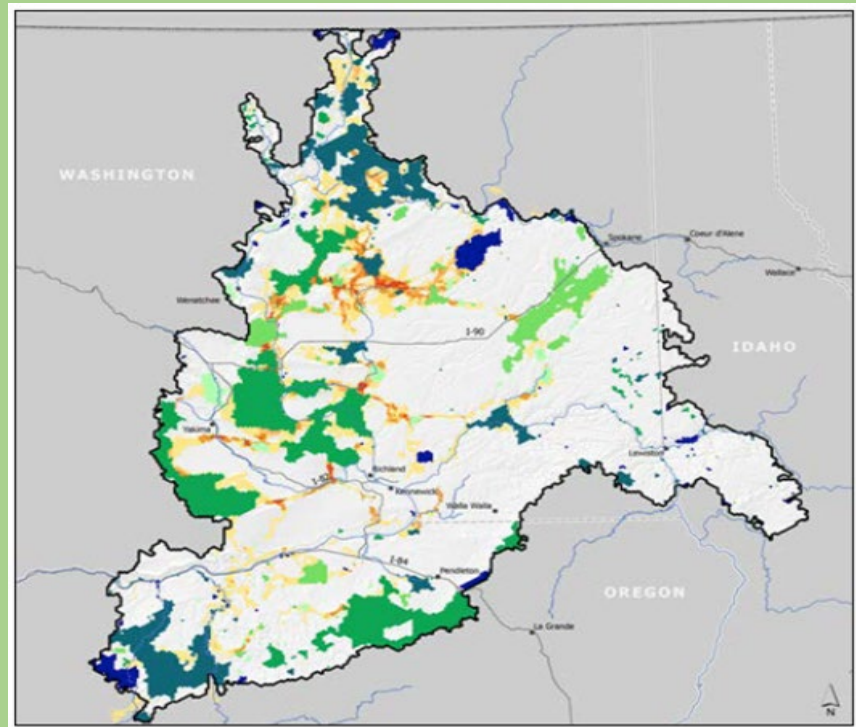 WASHINGTON
Spokane
Coeur d'Alene
Wallace
Wenatchee
I-90
IDAHO
Yakima
Lewiston
Richland
I-82
Kennewick
Walla Walla
I-84
Pendleton
OREGON
La Grande
N